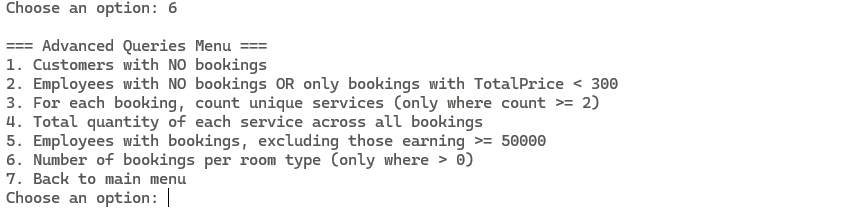 Choose an option: 6
=== Advanced Queries Menu ===
1. Customers with NO bookings
2. Employees with NO bookings OR only bookings with TotalPrice < 300
3. For each booking, count unique services (only where count >= 2)
4. Total quantity of each service across all bookings
5. Employees with bookings, excluding those earning >= 50000
6. Number of bookings per room type (only where > 0)
7. Back to main menu
Choose an option: